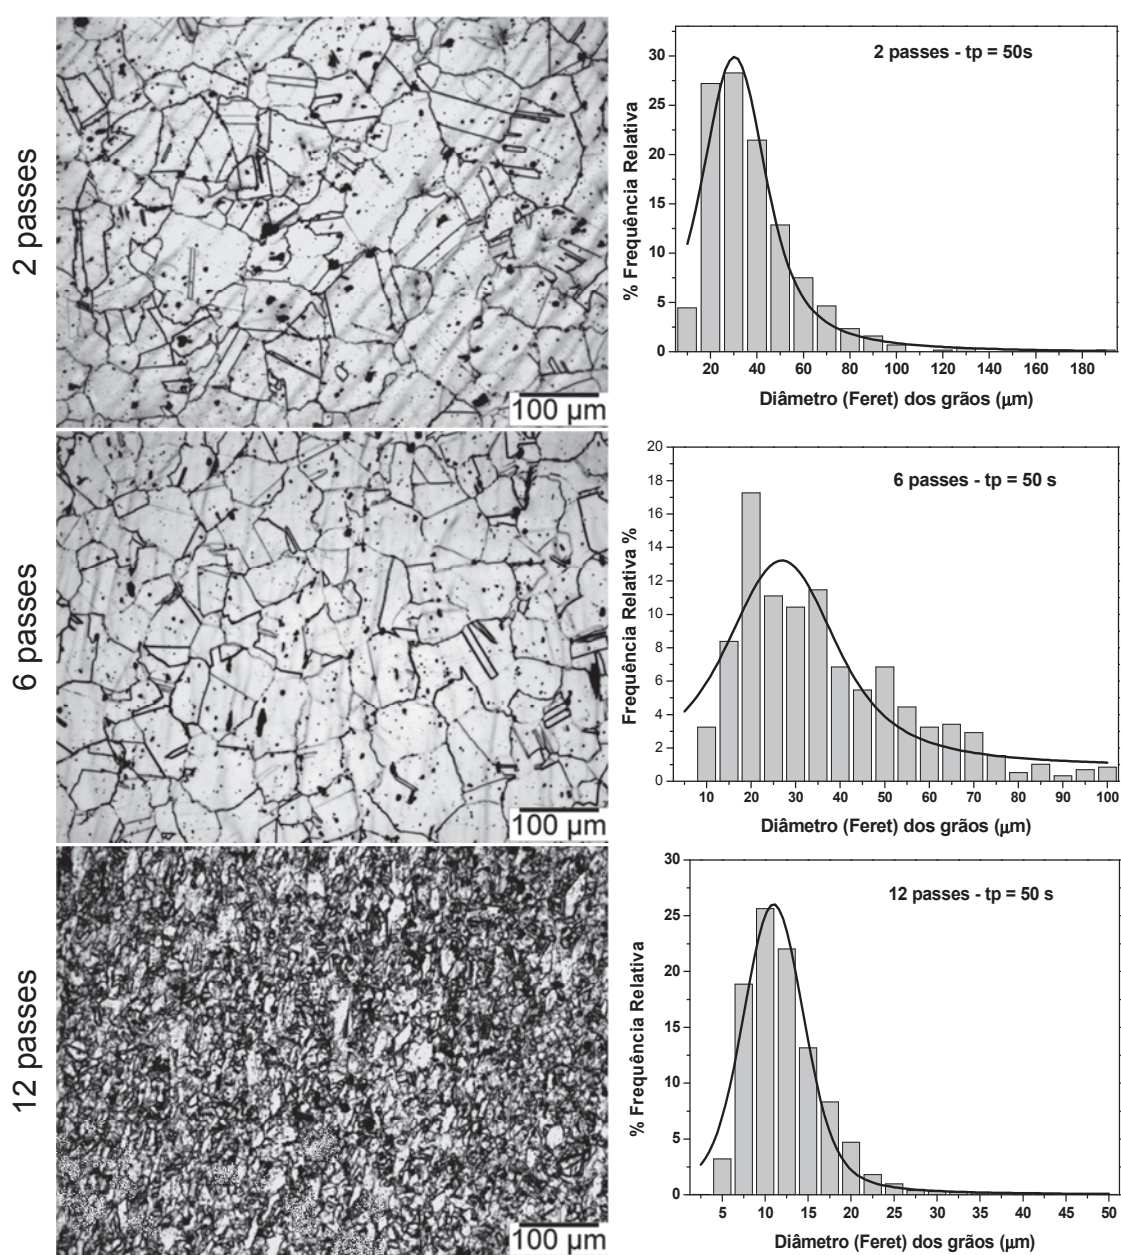 2 passes
100 µm
2 passes - tp = 50s
% Frequência Relativa
30
25
20
15
10
5
0
20 40 60 80 100 120 140 160 180
Diâmetro (Feret) dos grãos (µm)
6 passes
100 µm
6 passes - tp = 50 s
Frequência Relativa %
20
18
16
14
12
10
8
6
4
2
0
10 20 30 40 50 60 70 80 90 100
Diâmetro (Feret) dos grãos (µm)
12 passes
100 µm
12 passes - tp = 50 s
% Frequência Relativa
30
25
20
15
10
5
0
5 10 15 20 25 30 35 40 45 50
Diâmetro (Feret) dos grãos (µm)